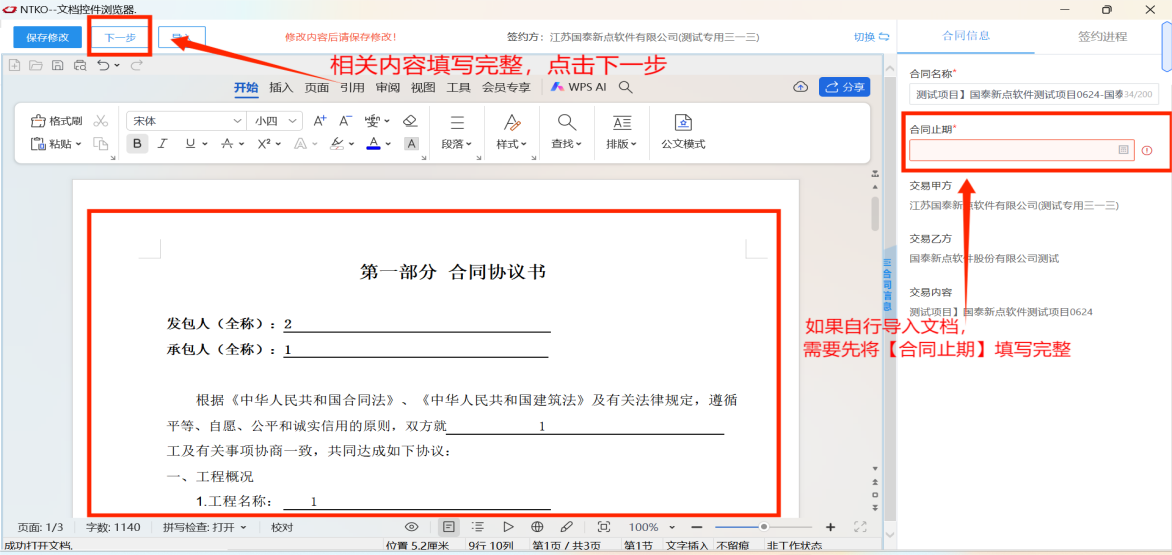 NTKO--文档控件浏览器.
保存修改 下一步 导入 修改内容后请保存修改! 签约方：江苏国泰新点软件有限公司(测试专用三一三) 切换
合同信息 签约进程
相关内容填写完整，点击下一步
开始 插入 页面 引用 审阅 视图 工具 会员专享 WPS AI 分享
格式刷 宋体 小四 A+ A-
粘贴 B I U A X² A A A 段落 样式 查找 排版 公文模式
合同名称*
测试项目】国泰新点软件测试项目0624-国泰 34/200
合同止期*
交易甲方
江苏国泰新点软件有限公司(测试专用三一三)
交易乙方
国泰新点软件股份有限公司测试
交易内容
测试项目】国泰新点软件测试项目0624
合同信息
如果自行导入文档，
需要先将【合同止期】填写完整
第一部分 合同协议书
发包人（全称）：2
承包人（全称）：1
根据《中华人民共和国合同法》、《中华人民共和国建筑法》及有关法律规定，遵循
平等、自愿、公平和诚实信用的原则，双方就 1
工及有关事项协商一致，共同达成如下协议：
一、工程概况
1.工程名称： 1
页面: 1/3 字数: 1140 拼写检查: 打开 校对 100%
成功打开文档. 位置 5.2厘米 9行 10列 第1页 / 共3页 第1节 文字插入 不留痕 非工作状态